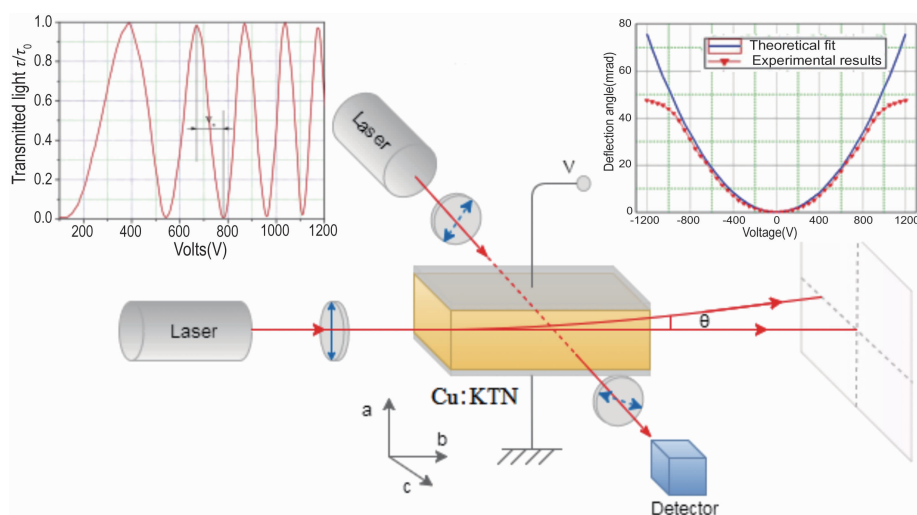 Transmitted light τ/τ0
1.0
0.8
0.6
0.4
0.2
0.0
200 400 600 800 1000 1200
Volts(V)
Laser
V
Deflection angle(mrad)
80
60
40
20
0
Theoretical fit
Experimental results
-1200 -800 -400 0 400 800 1200
Voltage(V)
Laser
θ
Cu:KTN
a
b
c
Detector